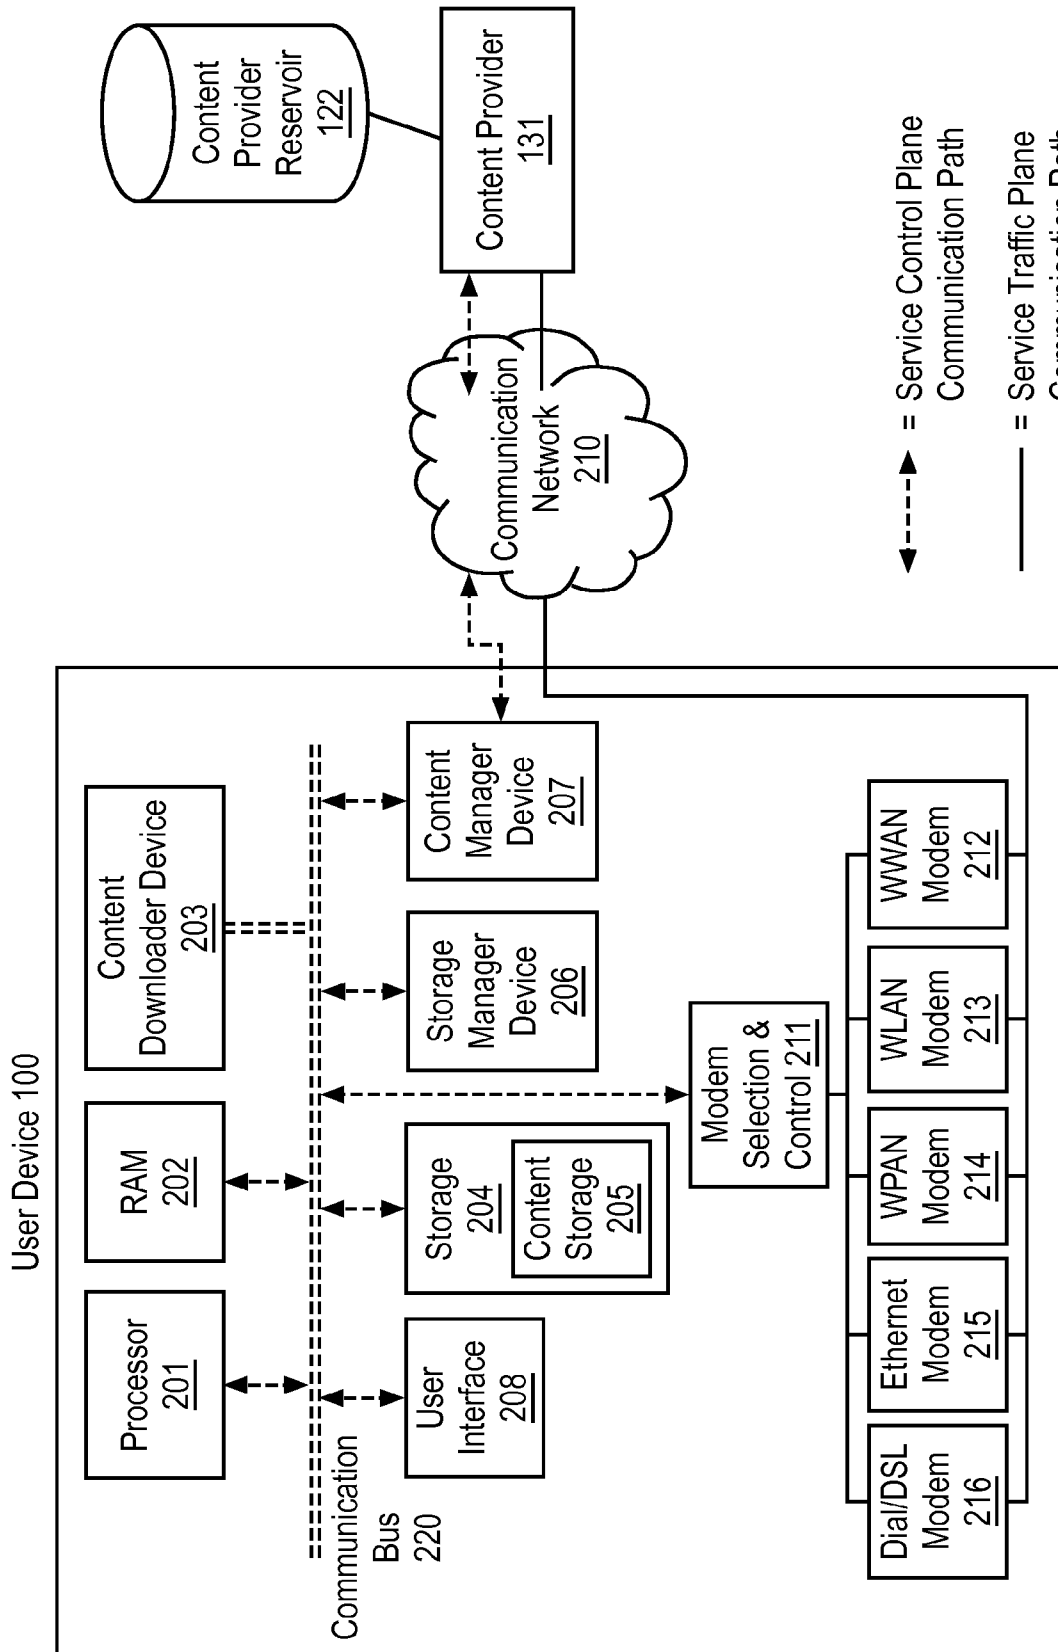 User Device 100
Processor
201
RAM
202
Content
Downloader Device
203
Communication
Bus
220
User
Interface
208
Storage
204
Content
Storage
205
Storage
Manager
Device
206
Content
Manager
Device
207
Modem
Selection &
Control 211
Dial/DSL
Modem
216
Ethernet
Modem
215
WPAN
Modem
214
WLAN
Modem
213
WWAN
Modem
212
Communication
Network
210
Content Provider
131
Content
Provider
Reservoir
122
= Service Control Plane
Communication Path
= Service Traffic Plane
Communication Path